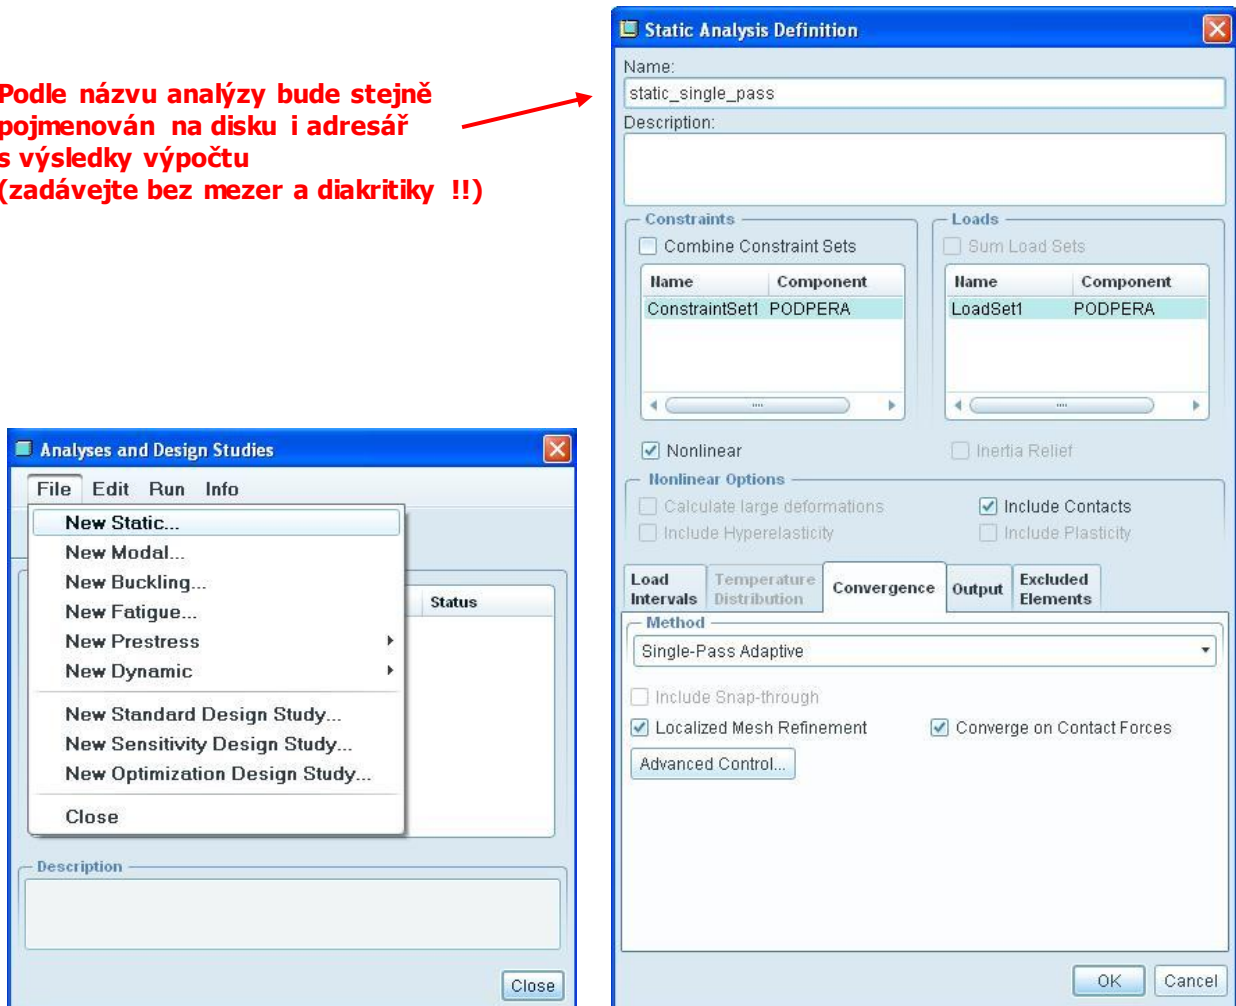 Podle názvu analýzy bude stejně
pojmenován na disku i adresář
s výsledky výpočtu
(zadávejte bez mezer a diakritiky !!)
Static Analysis Definition
Name:
static_single_pass
Description:
Constraints
Combine Constraint Sets
Name Component
ConstraintSet1 PODPERA
Loads
Sum Load Sets
Name Component
LoadSet1 PODPERA
Nonlinear
Inertia Relief
Nonlinear Options
Calculate large deformations
Include Contacts
Include Hyperelasticity
Include Plasticity
Load Intervals
Temperature Distribution
Convergence
Output
Excluded Elements
Method
Single-Pass Adaptive
Include Snap-through
Localized Mesh Refinement
Converge on Contact Forces
Advanced Control...
OK
Cancel
Analyses and Design Studies
File Edit Run Info
New Static...
New Modal...
New Buckling...
New Fatigue...
New Prestress
New Dynamic
New Standard Design Study...
New Sensitivity Design Study...
New Optimization Design Study...
Close
Status
Description
Close